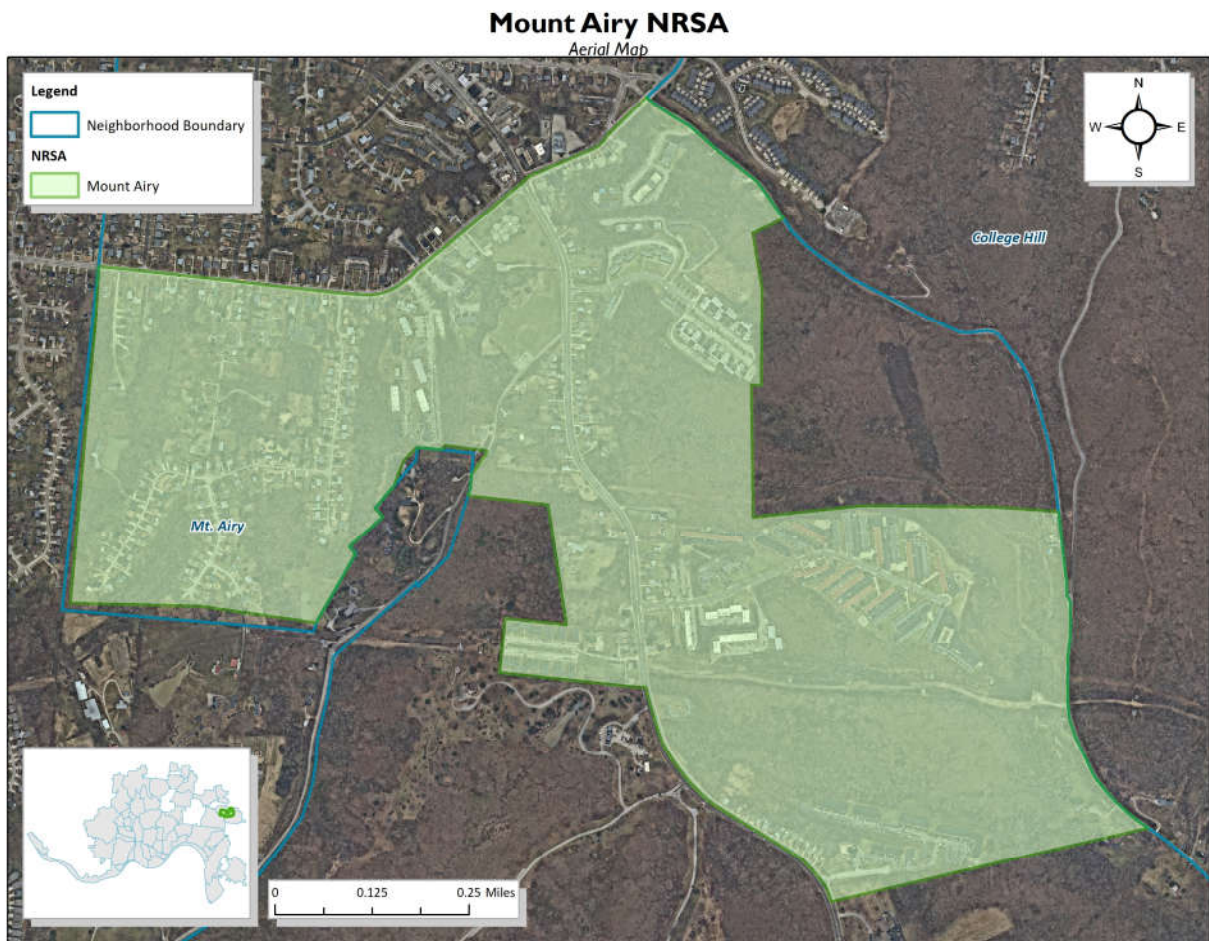 Mount Airy NRSA
Aerial Map
Legend
Neighborhood Boundary
NRSA
Mount Airy
N
W E
S
College Hill
Mt. Airy
0 0.125 0.25 Miles